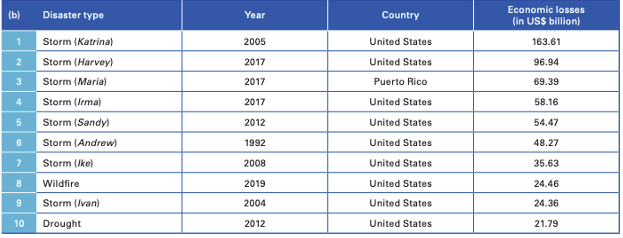 (b) Disaster type Year Country Economic losses
(in US$ billion)
1 Storm (Katrina) 2005 United States 163.61
2 Storm (Harvey) 2017 United States 96.94
3 Storm (Maria) 2017 Puerto Rico 69.39
4 Storm (Irma) 2017 United States 58.16
5 Storm (Sandy) 2012 United States 54.47
6 Storm (Andrew) 1992 United States 48.27
7 Storm (Ike) 2008 United States 35.63
8 Wildfire 2019 United States 24.46
9 Storm (Ivan) 2004 United States 24.36
10 Drought 2012 United States 21.79